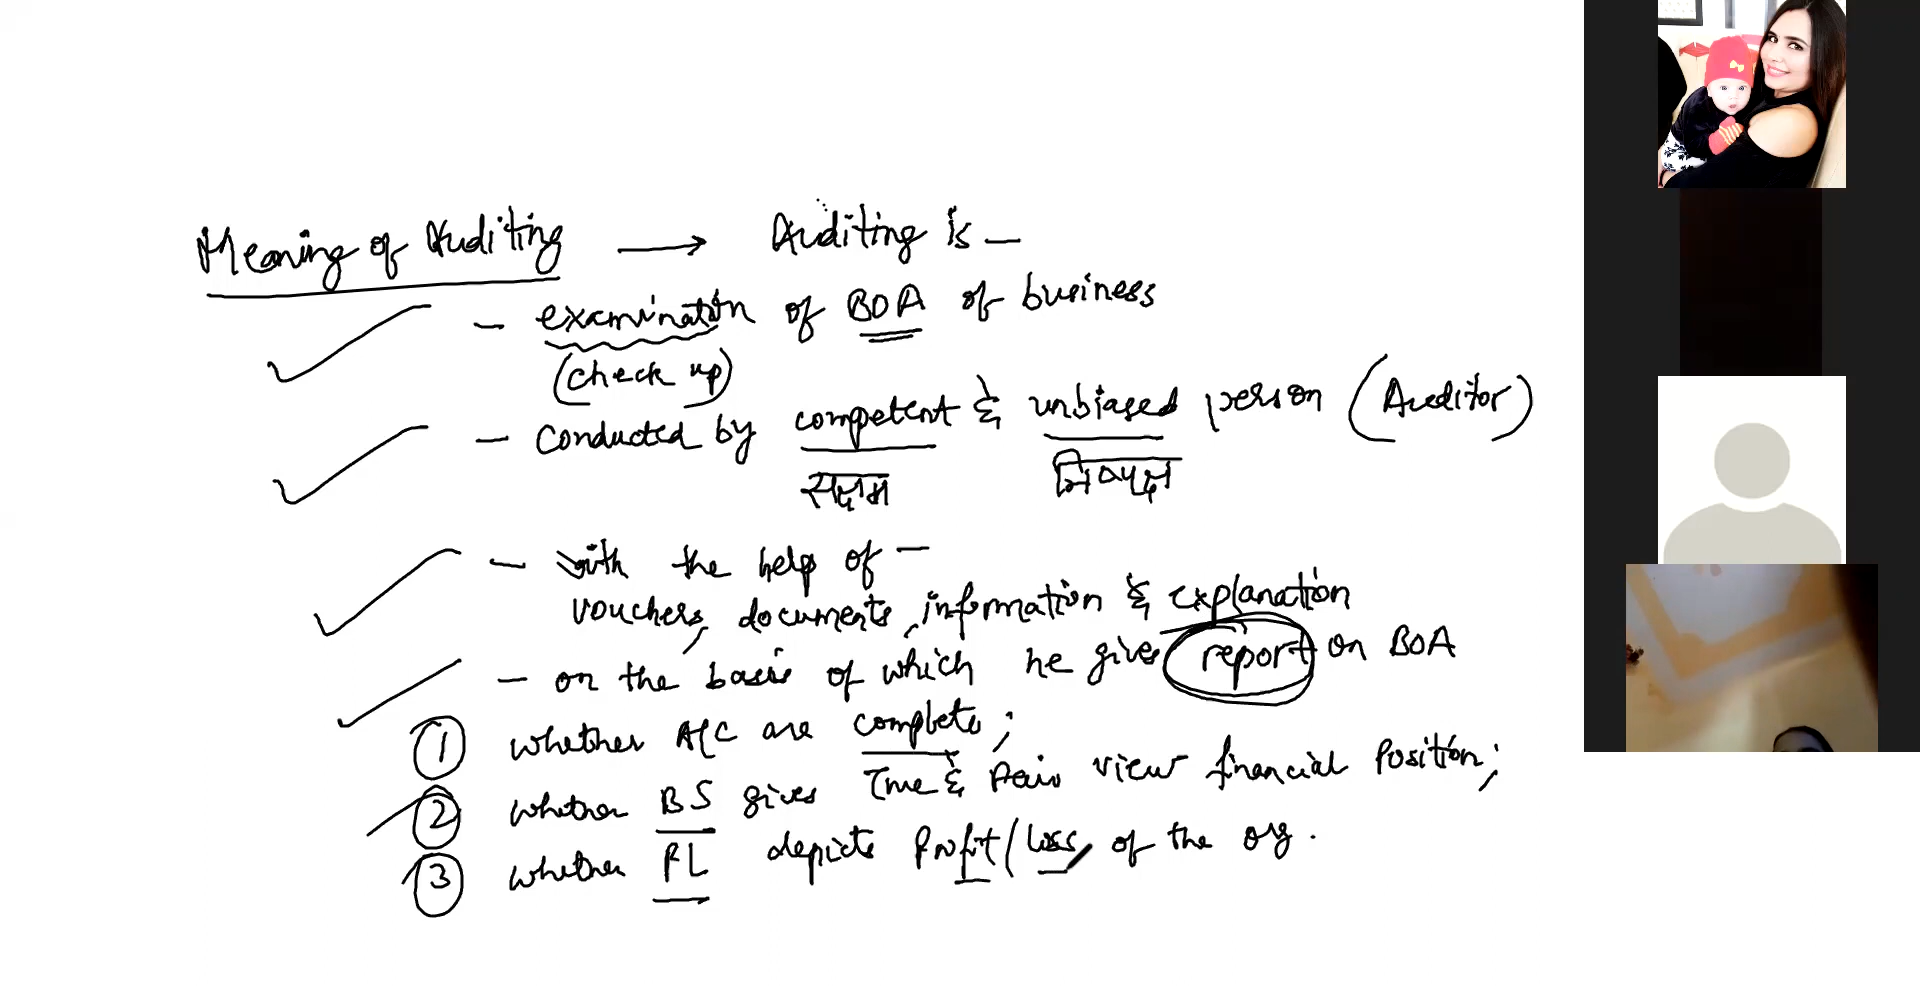 Meaning of Auditing → Auditing is –
– examination of BOA of business
(check up)
– conducted by competent & unbiased person (Auditor)
सक्षम निष्पक्ष
– with the help of –
vouchers, documents, information & explanation
– on the basis of which he gives report on BOA
① whether A/C are complete;
② whether BS gives True & Fair view financial Position;
③ whether PL depicts Profit/Loss of the org.